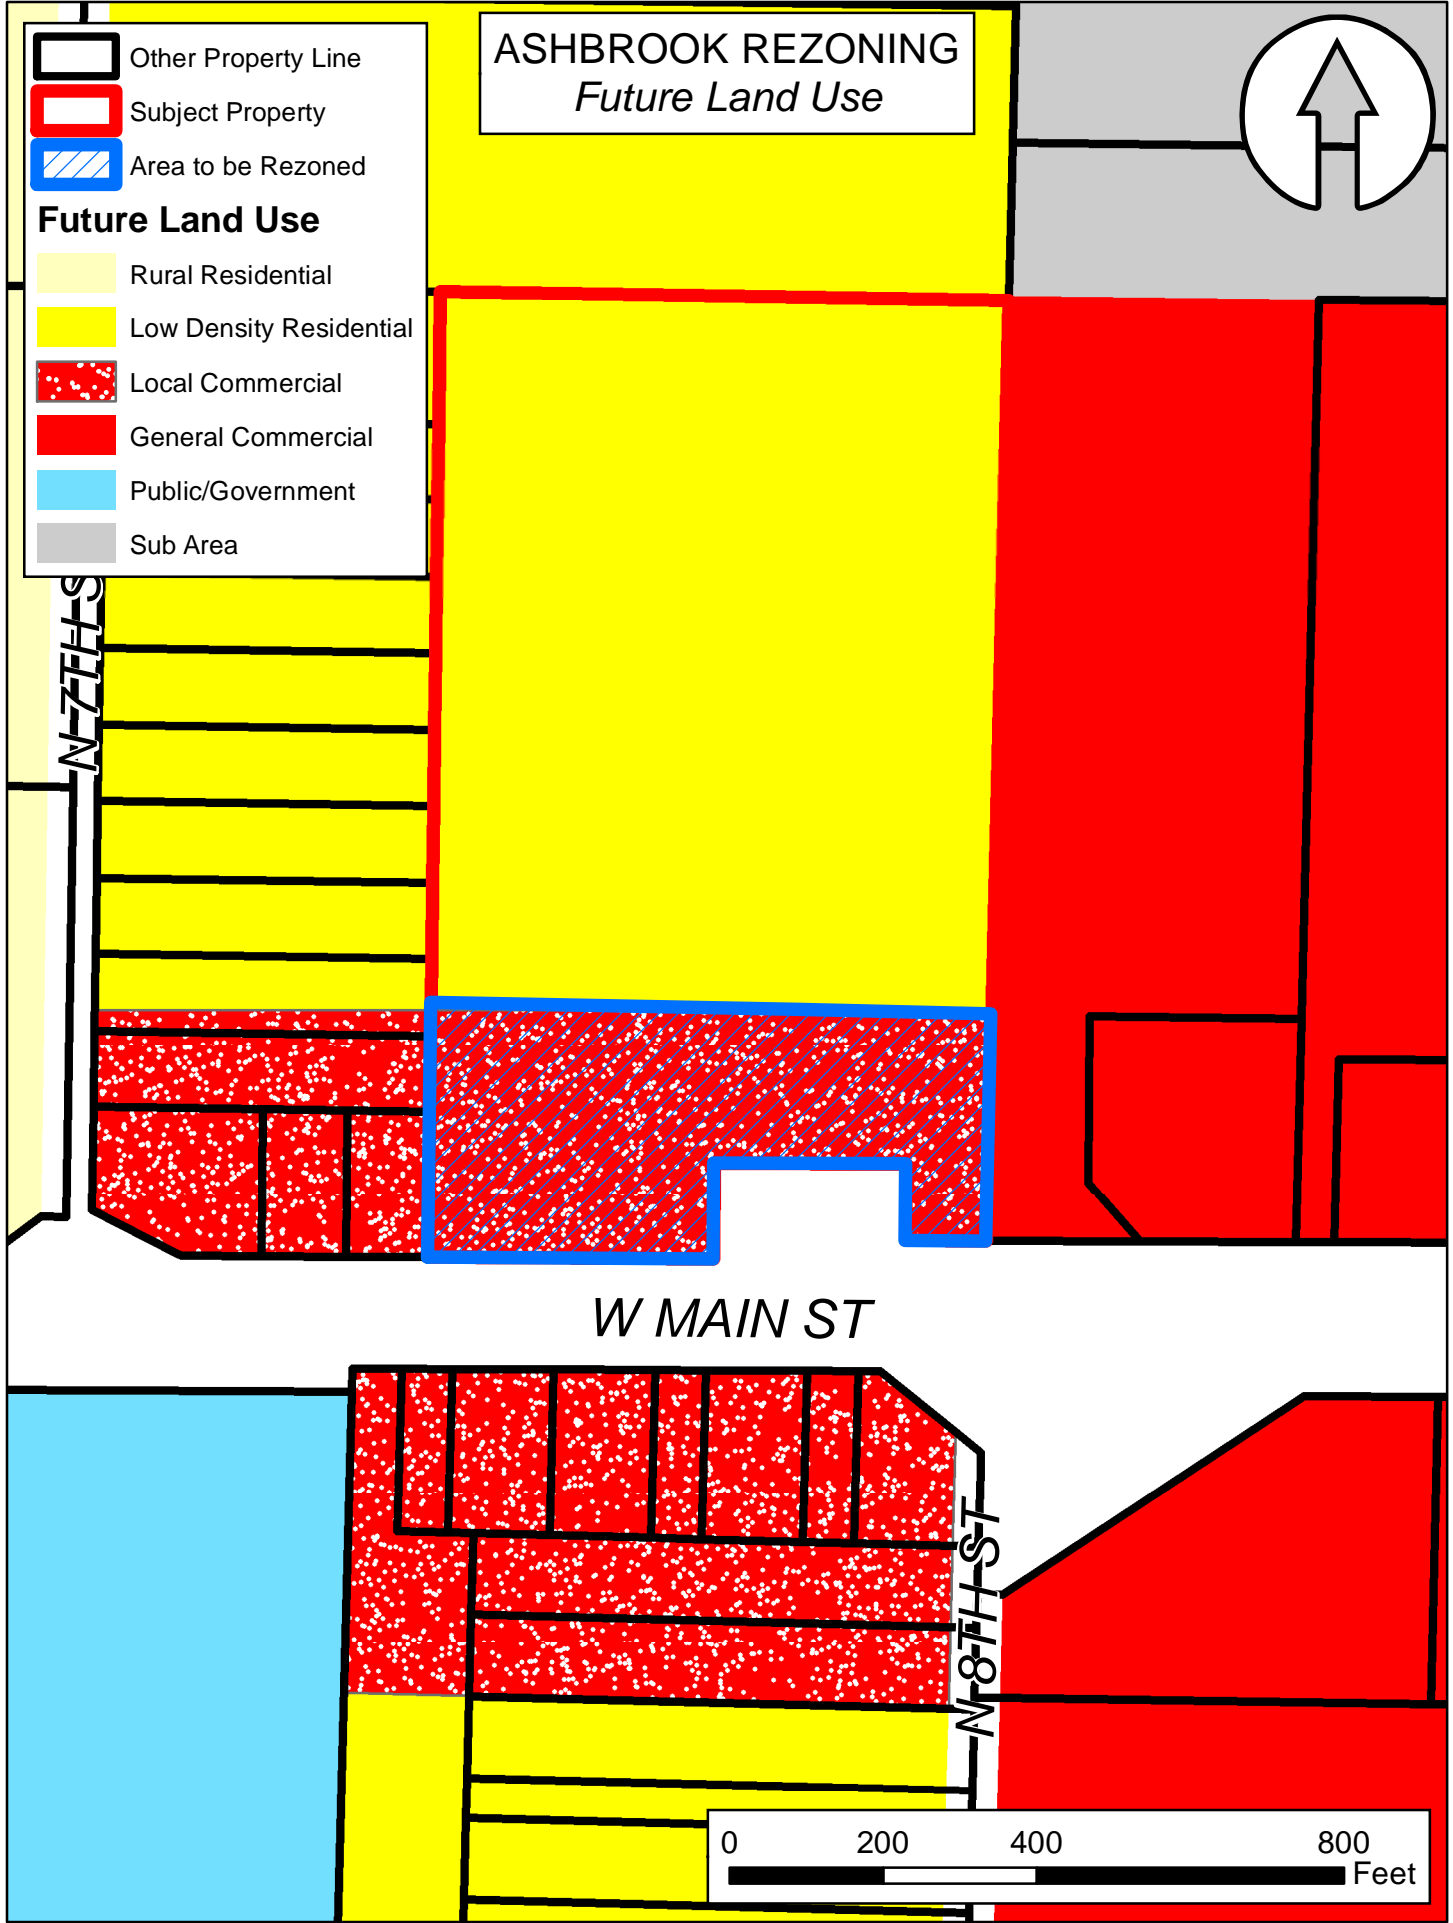 ASHBROOK REZONING
Future Land Use
Other Property Line
Subject Property
Area to be Rezoned
Future Land Use
Rural Residential
Low Density Residential
Local Commercial
General Commercial
Public/Government
Sub Area
N 7TH S
W MAIN ST
N 8TH ST
0 200 400 800
Feet